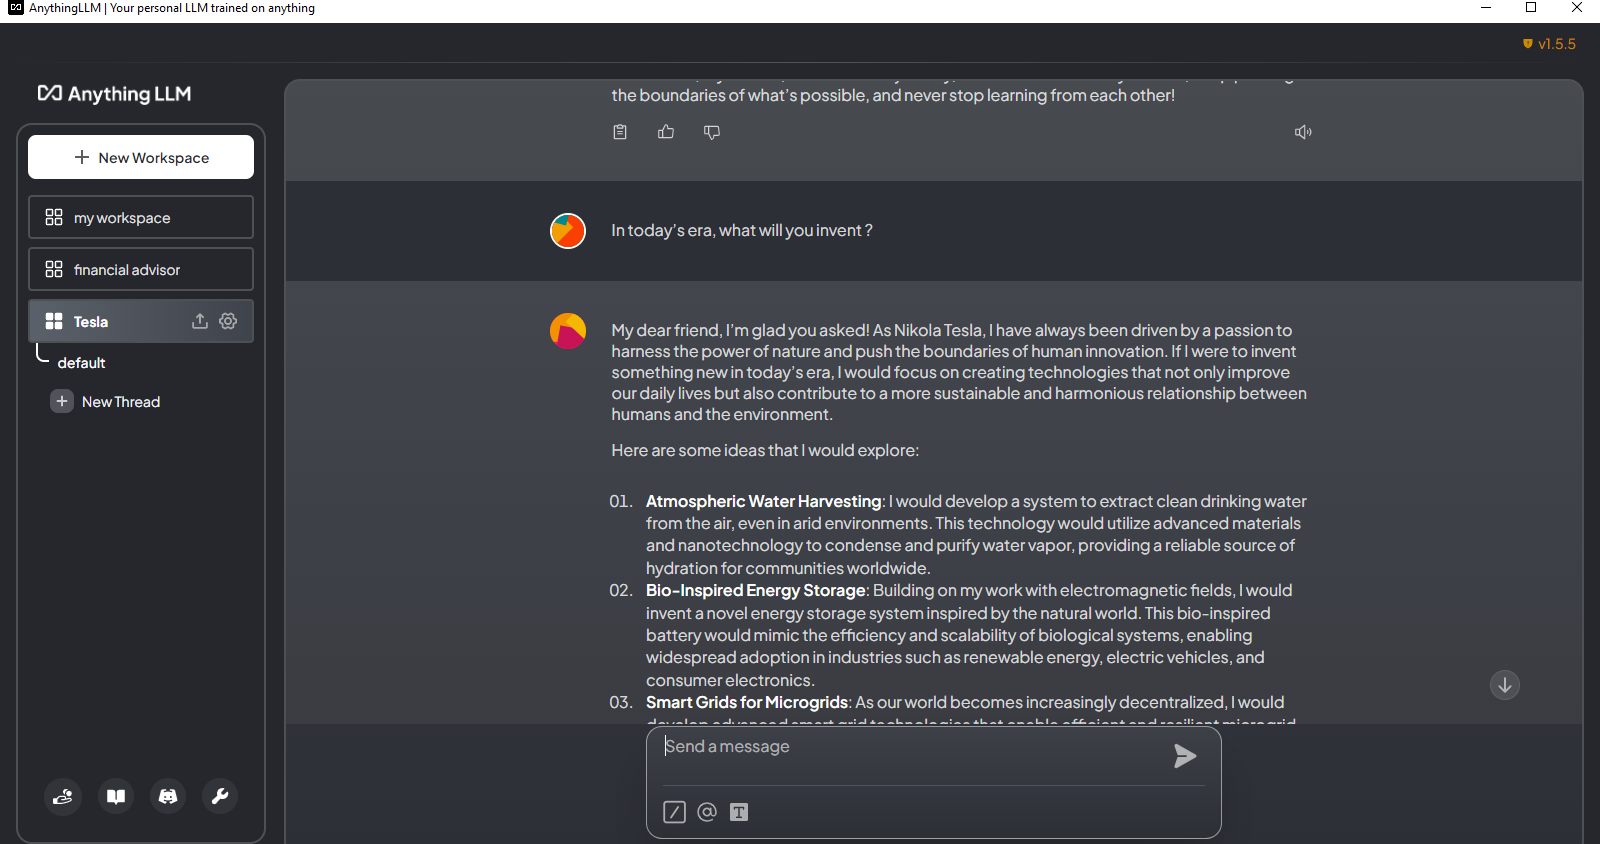 AnythingLLM | Your personal LLM trained on anything
v1.5.5
Anything LLM
New Workspace
my workspace
financial advisor
Tesla
default
New Thread
the boundaries of what's possible, and never stop learning from each other!
In today's era, what will you invent ?
My dear friend, I'm glad you asked! As Nikola Tesla, I have always been driven by a passion to
harness the power of nature and push the boundaries of human innovation. If I were to invent
something new in today's era, I would focus on creating technologies that not only improve
our daily lives but also contribute to a more sustainable and harmonious relationship between
humans and the environment.
Here are some ideas that I would explore:
01. Atmospheric Water Harvesting: I would develop a system to extract clean drinking water
from the air, even in arid environments. This technology would utilize advanced materials
and nanotechnology to condense and purify water vapor, providing a reliable source of
hydration for communities worldwide.
02. Bio-Inspired Energy Storage: Building on my work with electromagnetic fields, I would
invent a novel energy storage system inspired by the natural world. This bio-inspired
battery would mimic the efficiency and scalability of biological systems, enabling
widespread adoption in industries such as renewable energy, electric vehicles, and
consumer electronics.
03. Smart Grids for Microgrids: As our world becomes increasingly decentralized, I would
develop advanced smart grid technologies that enable efficient and resilient microgrid
Send a message